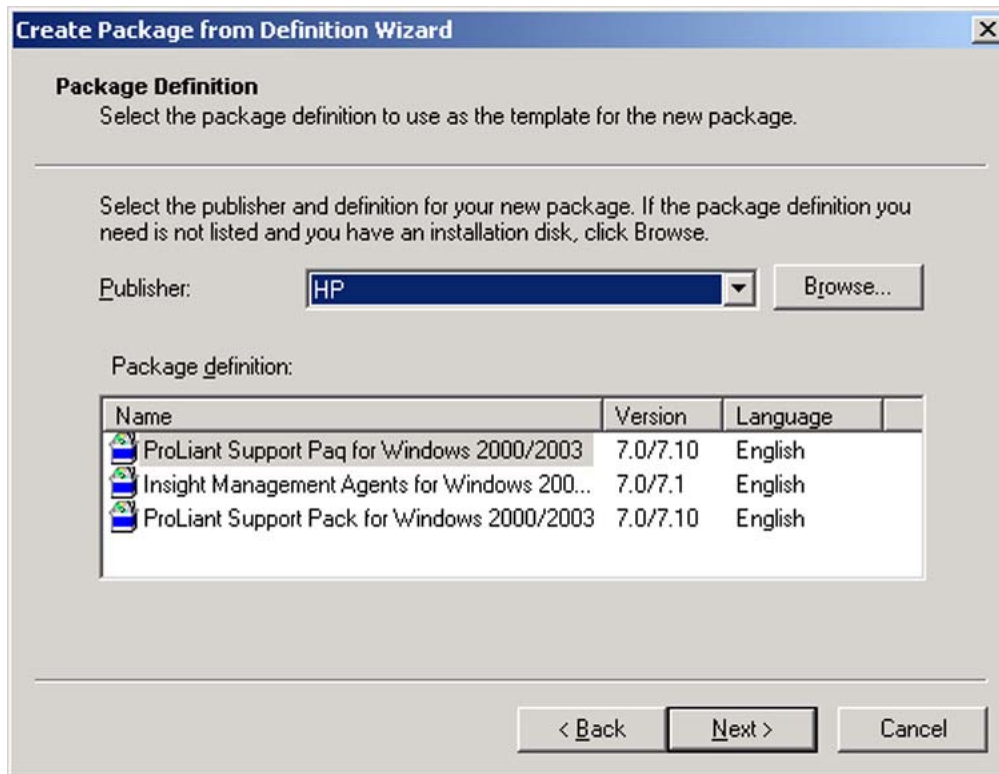 Create Package from Definition Wizard
Package Definition
Select the package definition to use as the template for the new package.
Select the publisher and definition for your new package. If the package definition you
need is not listed and you have an installation disk, click Browse.
Publisher: HP Browse...
Package definition:
Name Version Language
ProLiant Support Paq for Windows 2000/2003 7.0/7.10 English
Insight Management Agents for Windows 200... 7.0/7.1 English
ProLiant Support Pack for Windows 2000/2003 7.0/7.10 English
< Back Next > Cancel